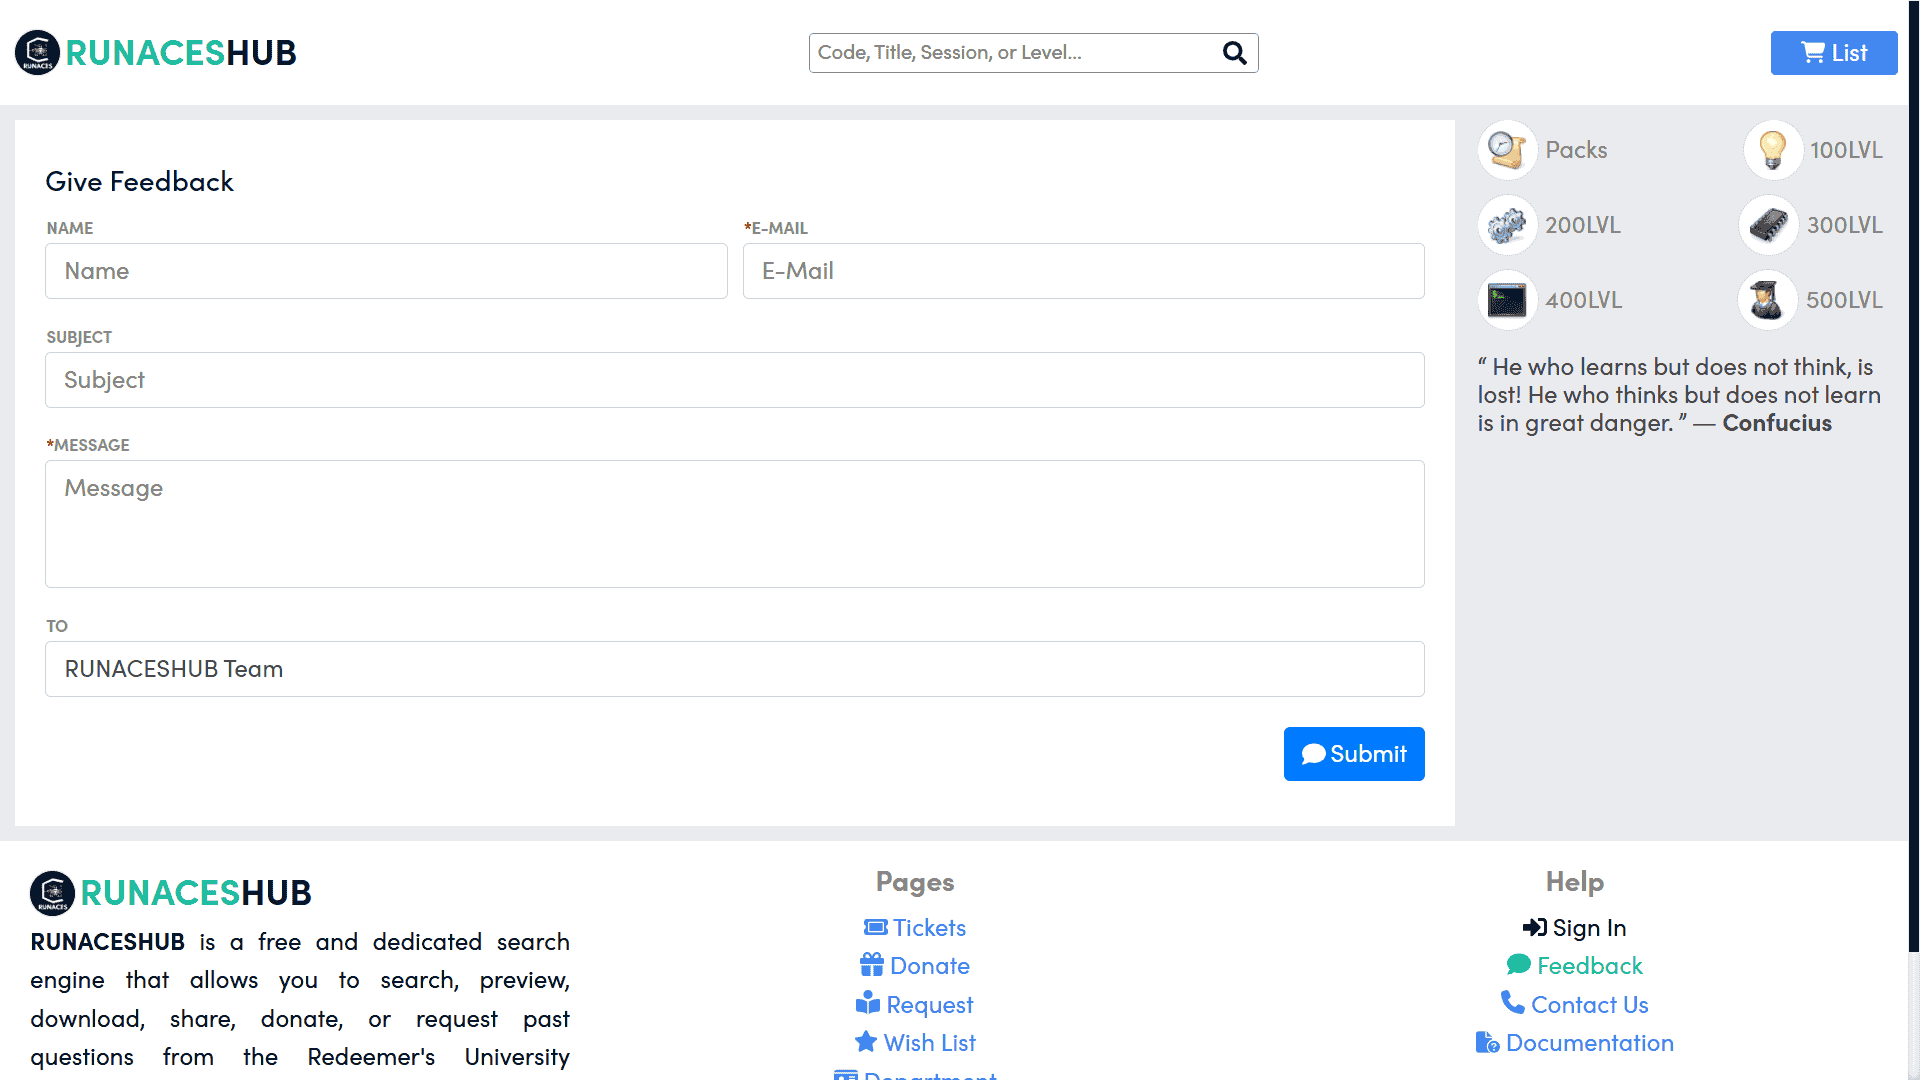 RUNACES
RUNACESHUB
Code, Title, Session, or Level...
List
Give Feedback
NAME
*E-MAIL
Name
E-Mail
SUBJECT
Subject
*MESSAGE
Message
TO
RUNACESHUB Team
Submit
Packs
100LVL
200LVL
300LVL
400LVL
500LVL
“ He who learns but does not think, is
lost! He who thinks but does not learn
is in great danger. ” — Confucius
RUNACES
RUNACESHUB
RUNACESHUB is a free and dedicated search
engine that allows you to search, preview,
download, share, donate, or request past
questions from the Redeemer's University
Pages
Tickets
Donate
Request
Wish List
Department
Help
Sign In
Feedback
Contact Us
Documentation